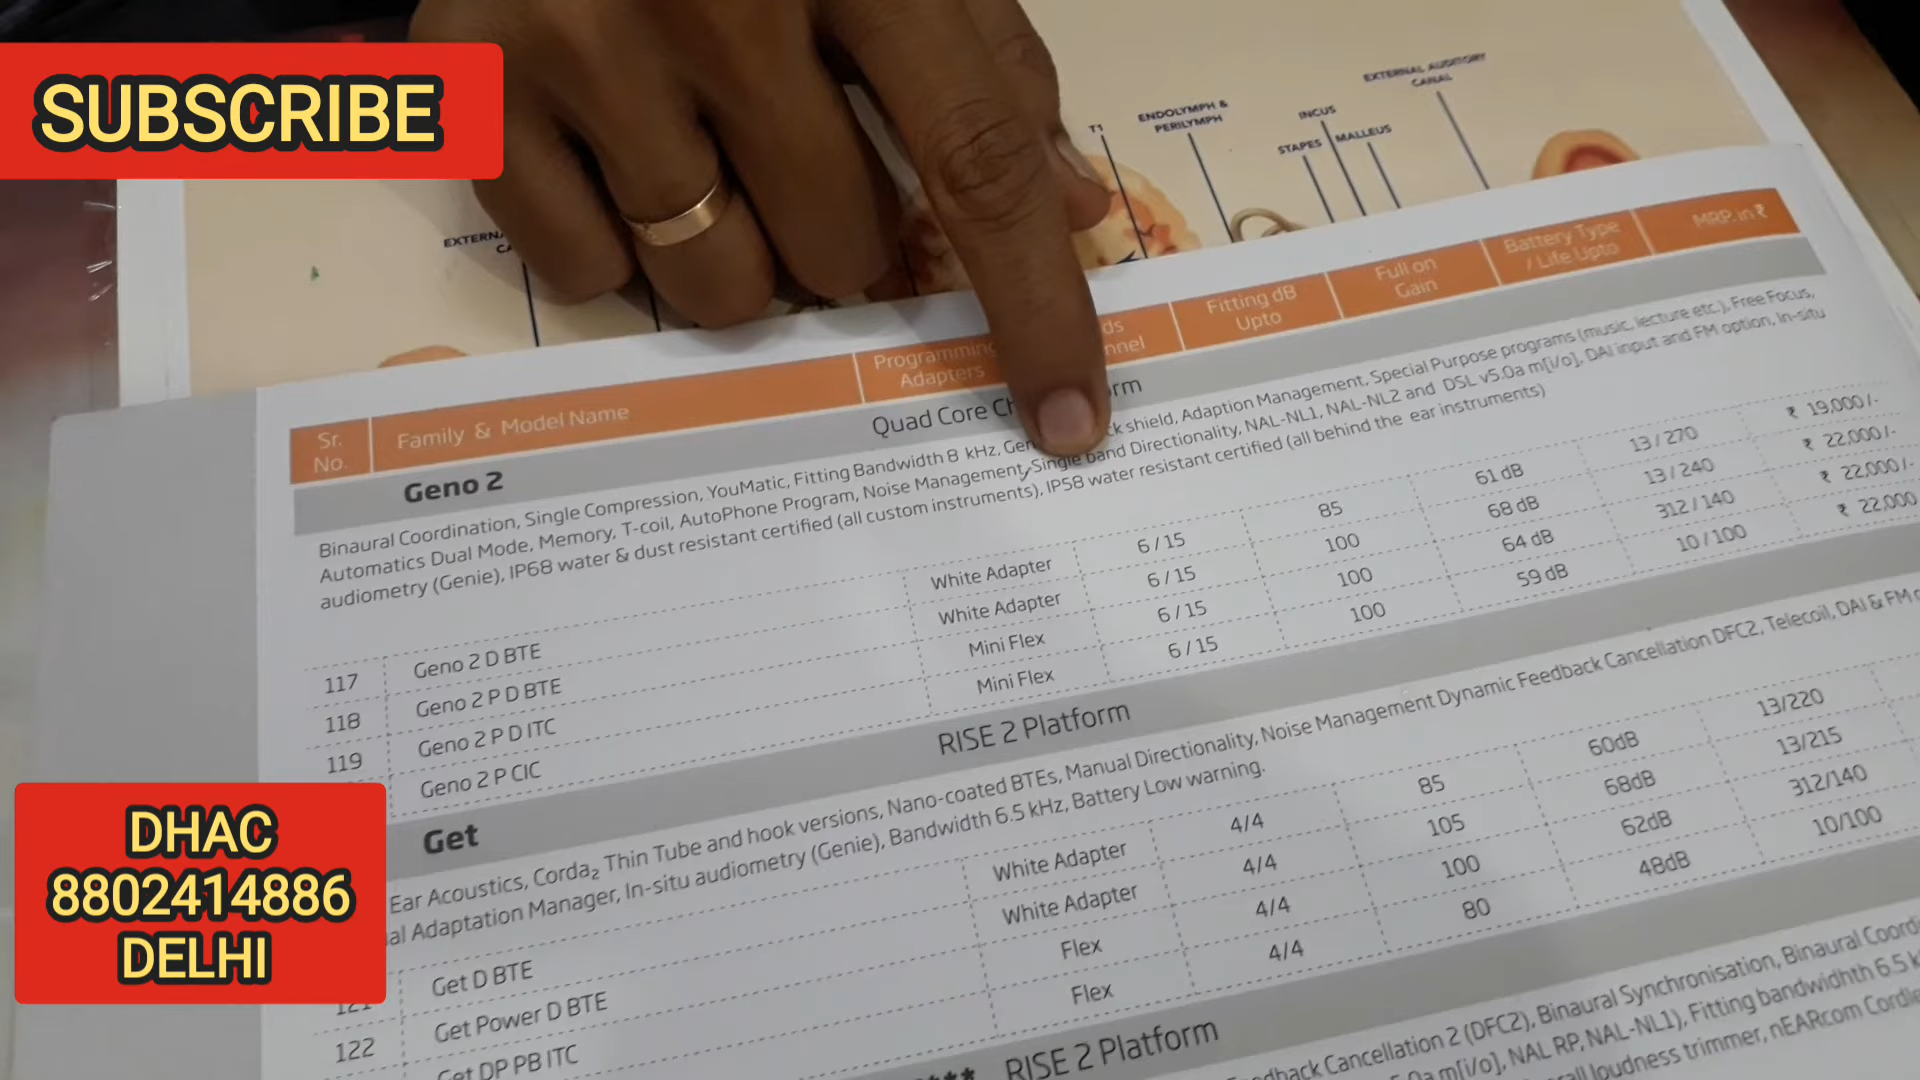 SUBSCRIBE
EXTERNAL AUDITORY
CANAL
ENDOLYMPH &
PERILYMPH
INCUS
T1
STAPES
MALLEUS
MRP. in ₹
Battery Type
/ Life Upto
Full on
Gain
Fitting dB
Upto
Programming
Adapters
Family & Model Name
Sr.
No.
Quad Core
Geno 2
Binaural Coordination, Single Compression, YouMatic, Fitting Bandwidth 8 kHz, shield, Adaption Management, Special Purpose programs (music, lecture etc.), Free Focus,
Automatics Dual Mode, Memory, T-coil, AutoPhone Program, Noise Management, Single band Directionality, NAL-NL1, NAL-NL2 and DSL v5.0a m[i/o], DAI input and FM option, In-situ
audiometry (Genie), IP68 water & dust resistant certified (all custom instruments), IP58 water resistant certified (all behind the ear instruments)
117 Geno 2 D BTE White Adapter 6 / 15 85 61 dB 13 / 270 ₹ 19,000/-
118 Geno 2 P D BTE White Adapter 6 / 15 100 68 dB 13 / 240 ₹ 22,000/-
119 Geno 2 P D ITC Mini Flex 6 / 15 100 64 dB 312 / 140 ₹ 22,000/-
Geno 2 P CIC Mini Flex 6 / 15 100 59 dB 10 / 100 ₹ 22,000
RISE 2 Platform
Get
Ear Acoustics, Corda2 Thin Tube and hook versions, Nano-coated BTEs, Manual Directionality, Noise Management Dynamic Feedback Cancellation DFC2, Telecoil, DAI & FM
Adaptation Manager, In-situ audiometry (Genie), Bandwidth 6.5 kHz, Battery Low warning.
Get D BTE White Adapter 4/4 85 60dB 13/220
122 Get Power D BTE White Adapter 4/4 105 68dB 13/215
Get DP PB ITC Flex 4/4 100 62dB 312/140
Flex 4/4 80 48dB 10/100
RISE 2 Platform
Cancellation 2 (DFC2), Binaural Synchronisation, Binaural
m[i/o], NAL RP, NAL-NL1), Fitting bandwidhth 6.5
loudness trimmer, nEARcom
DHAC
8802414886
DELHI